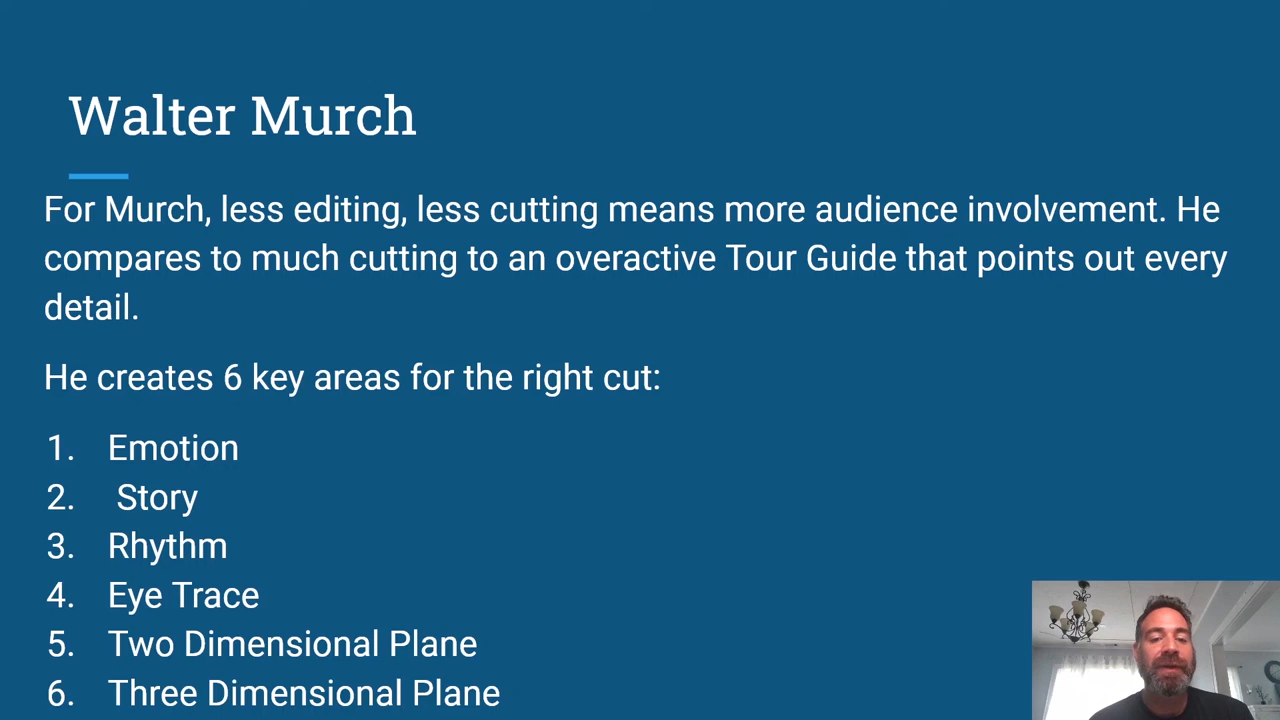 Walter Murch
For Murch, less editing, less cutting means more audience involvement. He
compares to much cutting to an overactive Tour Guide that points out every
detail.
He creates 6 key areas for the right cut:
1. Emotion
2. Story
3. Rhythm
4. Eye Trace
5. Two Dimensional Plane
6. Three Dimensional Plane